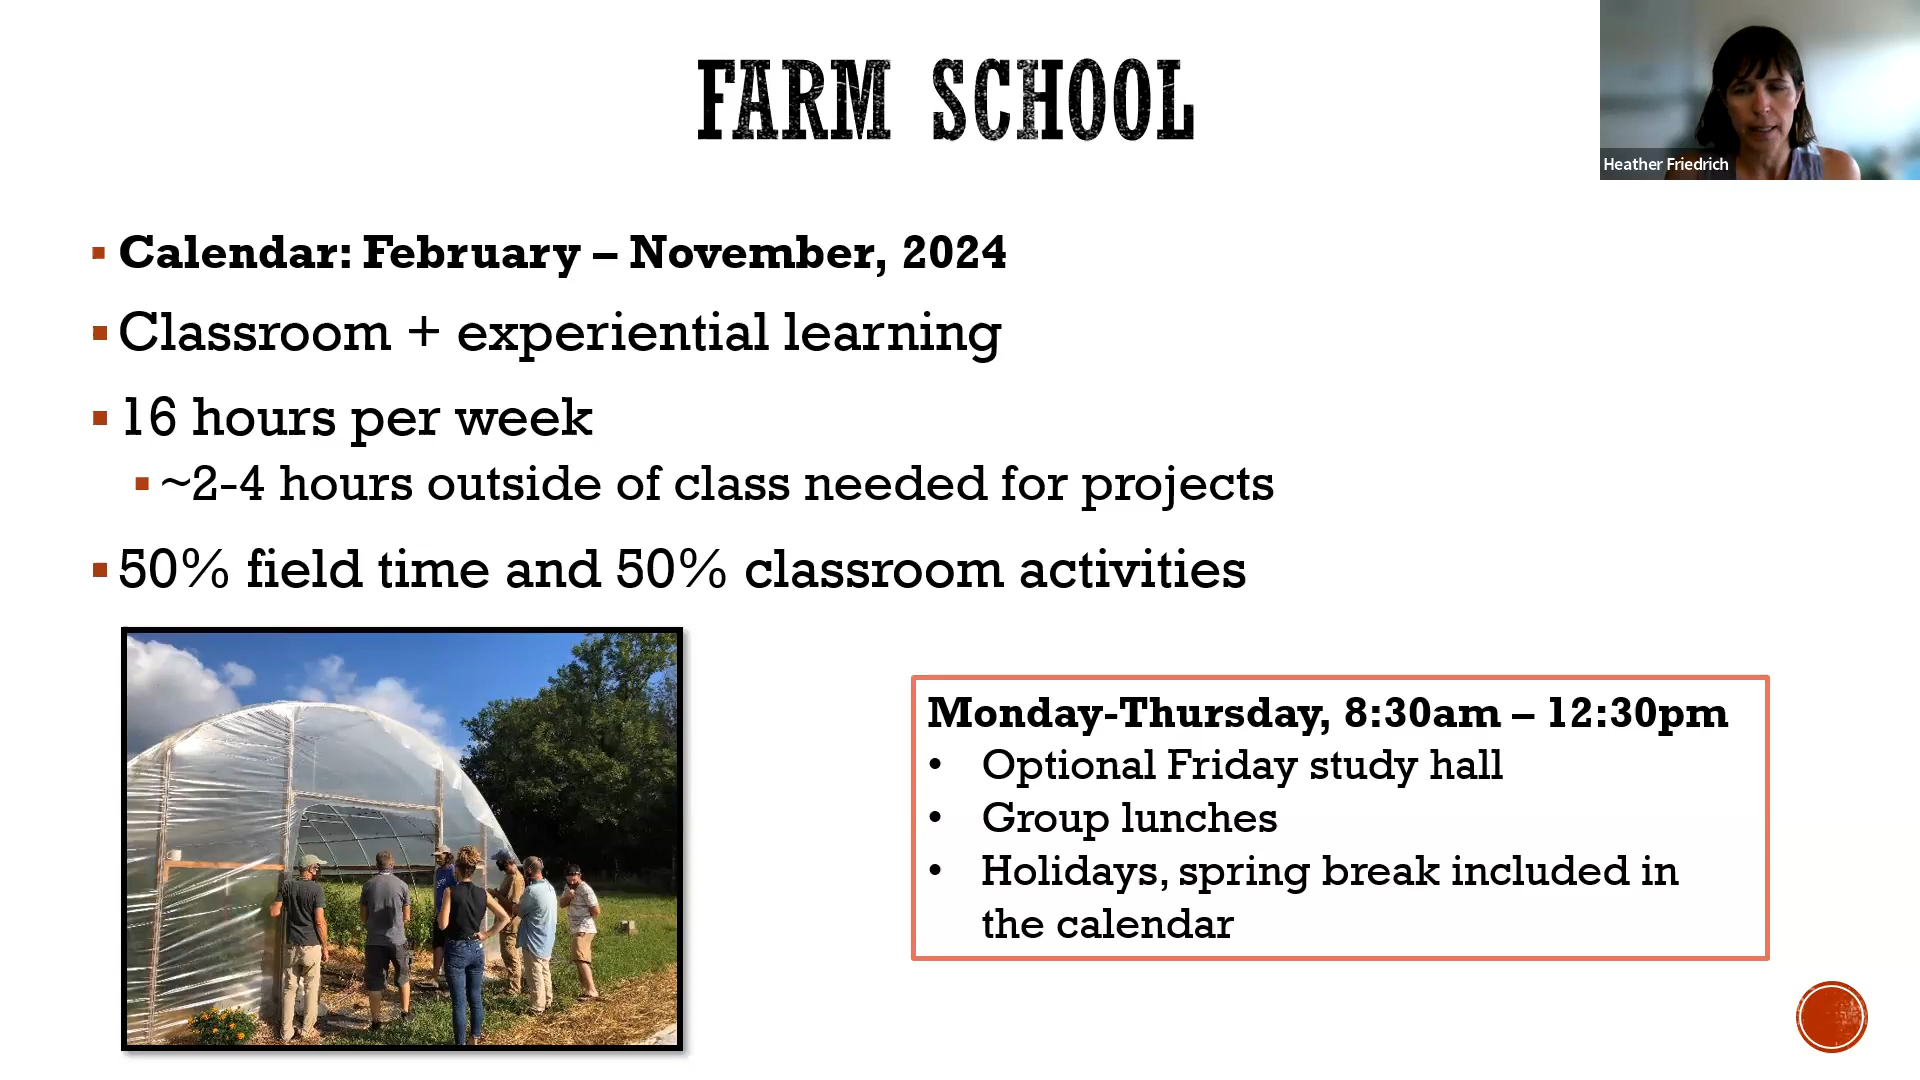 FARM SCHOOL
Heather Friedrich
▪ Calendar: February – November, 2024
▪ Classroom + experiential learning
▪ 16 hours per week
▪ ~2-4 hours outside of class needed for projects
▪ 50% field time and 50% classroom activities
Monday-Thursday, 8:30am – 12:30pm
• Optional Friday study hall
• Group lunches
• Holidays, spring break included in
the calendar